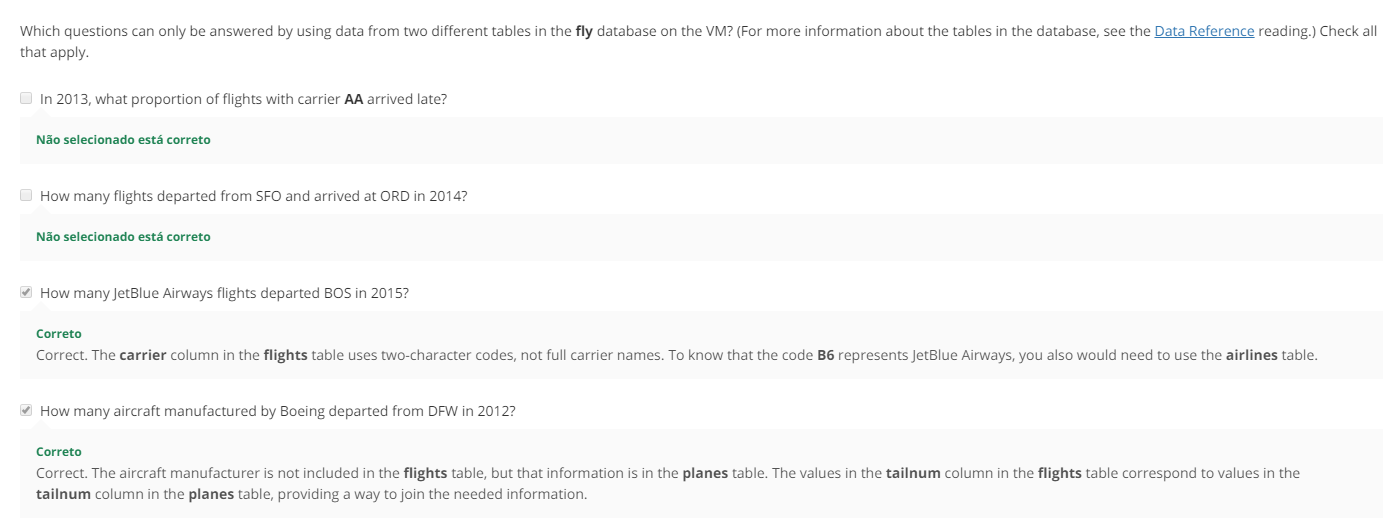 Which questions can only be answered by using data from two different tables in the fly database on the VM? (For more information about the tables in the database, see the Data Reference reading.) Check all
that apply.
In 2013, what proportion of flights with carrier AA arrived late?
Não selecionado está correto
How many flights departed from SFO and arrived at ORD in 2014?
Não selecionado está correto
How many JetBlue Airways flights departed BOS in 2015?
Correto
Correct. The carrier column in the flights table uses two-character codes, not full carrier names. To know that the code B6 represents JetBlue Airways, you also would need to use the airlines table.
How many aircraft manufactured by Boeing departed from DFW in 2012?
Correto
Correct. The aircraft manufacturer is not included in the flights table, but that information is in the planes table. The values in the tailnum column in the flights table correspond to values in the
tailnum column in the planes table, providing a way to join the needed information.